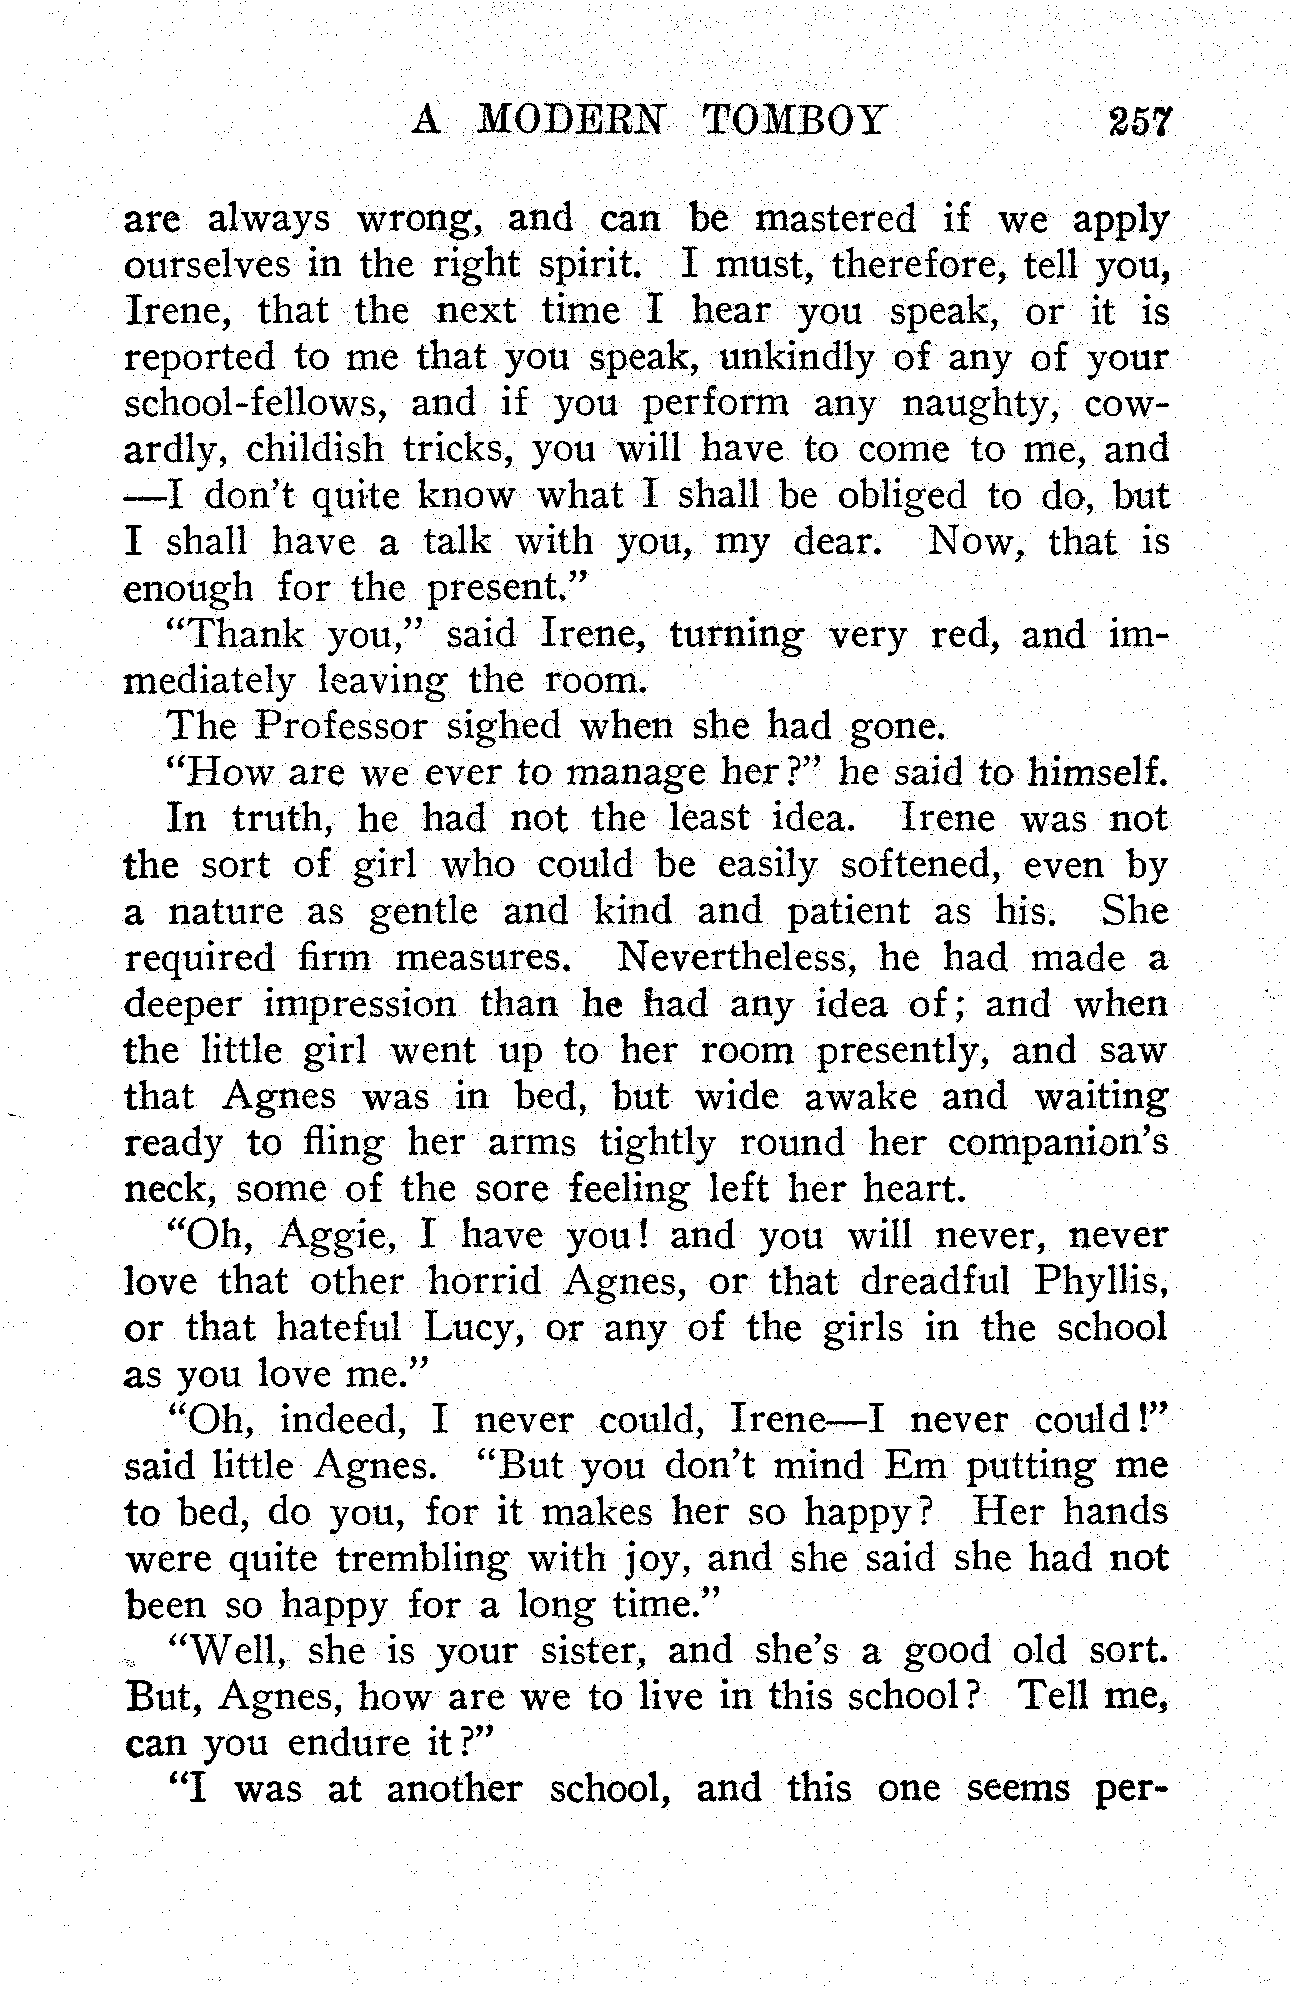 A MODERN TOMBOY 257
are always wrong, and can be mastered if we apply
ourselves in the right spirit. I must, therefore, tell you,
Irene, that the next time I hear you speak, or it is
reported to me that you speak, unkindly of any of your
school-fellows, and if you perform any naughty, cow-
ardly, childish tricks, you will have to come to me, and
—I don't quite know what I shall be obliged to do, but
I shall have a talk with you, my dear. Now, that is
enough for the present."
"Thank you," said Irene, turning very red, and im-
mediately leaving the room.
The Professor sighed when she had gone.
"How are we ever to manage her?" he said to himself.
In truth, he had not the least idea. Irene was not
the sort of girl who could be easily softened, even by
a nature as gentle and kind and patient as his. She
required firm measures. Nevertheless, he had made a
deeper impression than he had any idea of; and when
the little girl went up to her room presently, and saw
that Agnes was in bed, but wide awake and waiting
ready to fling her arms tightly round her companion's
neck, some of the sore feeling left her heart.
"Oh, Aggie, I have you! and you will never, never
love that other horrid Agnes, or that dreadful Phyllis,
or that hateful Lucy, or any of the girls in the school
as you love me."
"Oh, indeed, I never could, Irene—I never could!"
said little Agnes. "But you don't mind Em putting me
to bed, do you, for it makes her so happy? Her hands
were quite trembling with joy, and she said she had not
been so happy for a long time."
"Well, she is your sister, and she's a good old sort.
But, Agnes, how are we to live in this school? Tell me,
can you endure it?"
"I was at another school, and this one seems per-